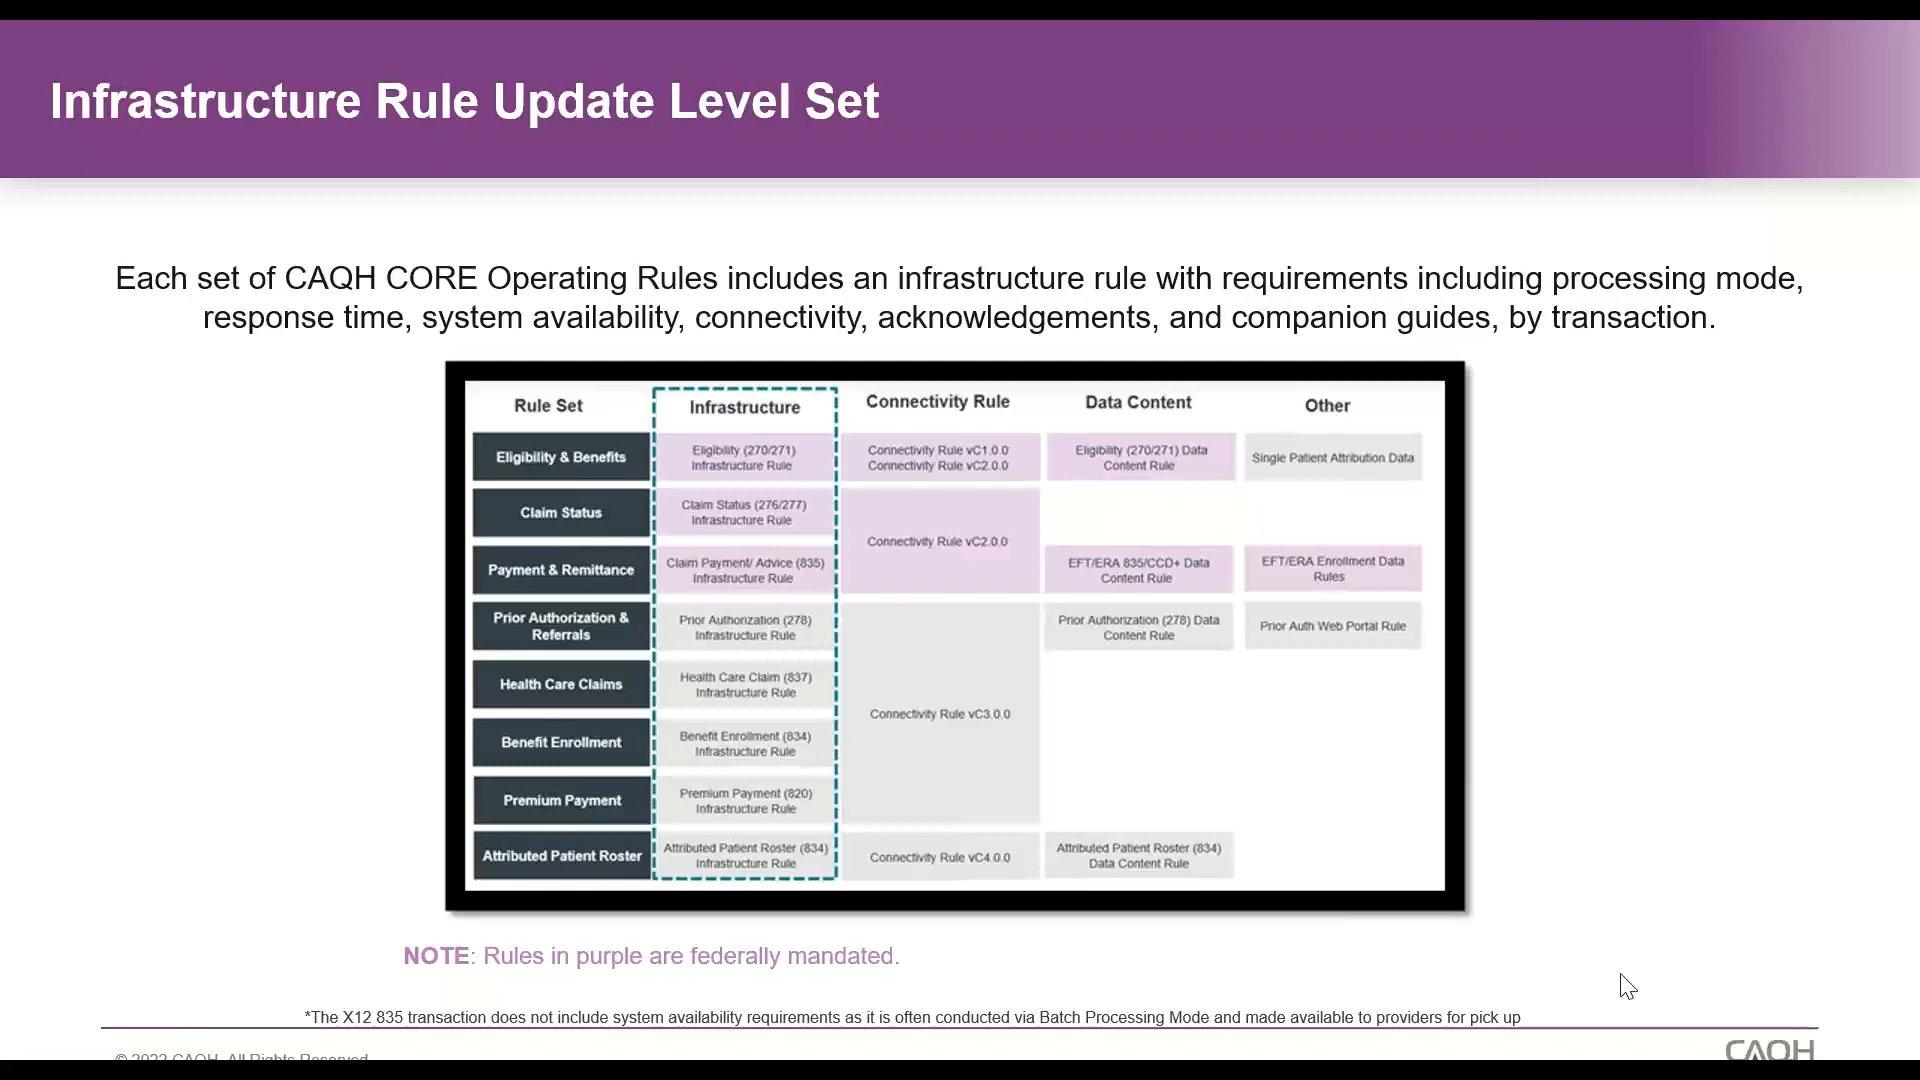 Infrastructure Rule Update Level Set
Each set of CAQH CORE Operating Rules includes an infrastructure rule with requirements including processing mode,
response time, system availability, connectivity, acknowledgements, and companion guides, by transaction.
Rule Set
Infrastructure
Connectivity Rule
Data Content
Other
Eligibility & Benefits
Eligibility (270/271)
Infrastructure Rule
Connectivity Rule vC1.0.0
Connectivity Rule vC2.0.0
Eligibility (270/271) Data
Content Rule
Single Patient Attribution Data
Claim Status
Claim Status (276/277)
Infrastructure Rule
Connectivity Rule vC2.0.0
Payment & Remittance
Claim Payment/ Advice (835)
Infrastructure Rule
EFT/ERA 835/CCD+ Data
Content Rule
EFT/ERA Enrollment Data
Rules
Prior Authorization &
Referrals
Prior Authorization (278)
Infrastructure Rule
Prior Authorization (278) Data
Content Rule
Prior Auth Web Portal Rule
Health Care Claims
Health Care Claim (837)
Infrastructure Rule
Connectivity Rule vC3.0.0
Benefit Enrollment
Benefit Enrollment (834)
Infrastructure Rule
Premium Payment
Premium Payment (820)
Infrastructure Rule
Attributed Patient Roster
Attributed Patient Roster (834)
Infrastructure Rule
Connectivity Rule vC4.0.0
Attributed Patient Roster (834)
Data Content Rule
NOTE: Rules in purple are federally mandated.
*The X12 835 transaction does not include system availability requirements as it is often conducted via Batch Processing Mode and made available to providers for pick up
© 2022 CAQH, All Rights Reserved
CAQH